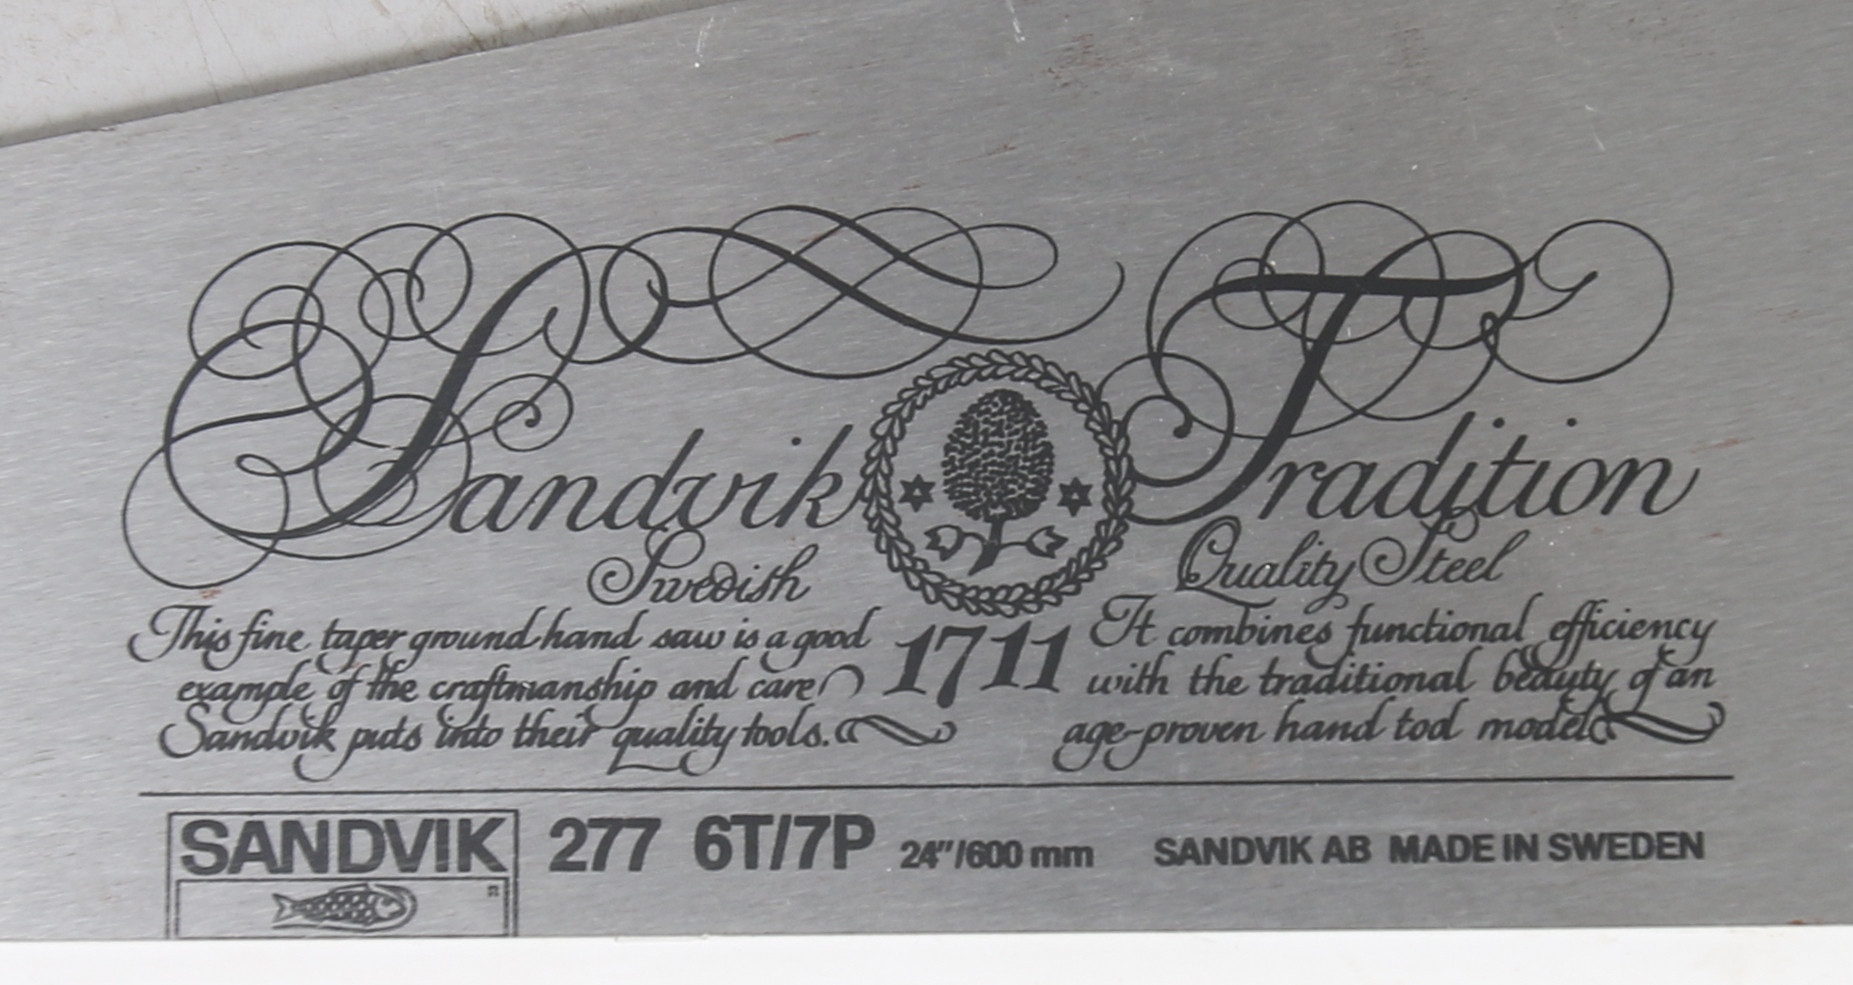 Sandvik Tradition
Swedish Quality Steel
1711
This fine taper ground hand saw is a good
example of the craftmanship and care
Sandvik puts into their quality tools.
It combines functional efficiency
with the traditional beauty of an
age-proven hand tool model
SANDVIK 277 6T/7P 24"/600 mm SANDVIK AB MADE IN SWEDEN